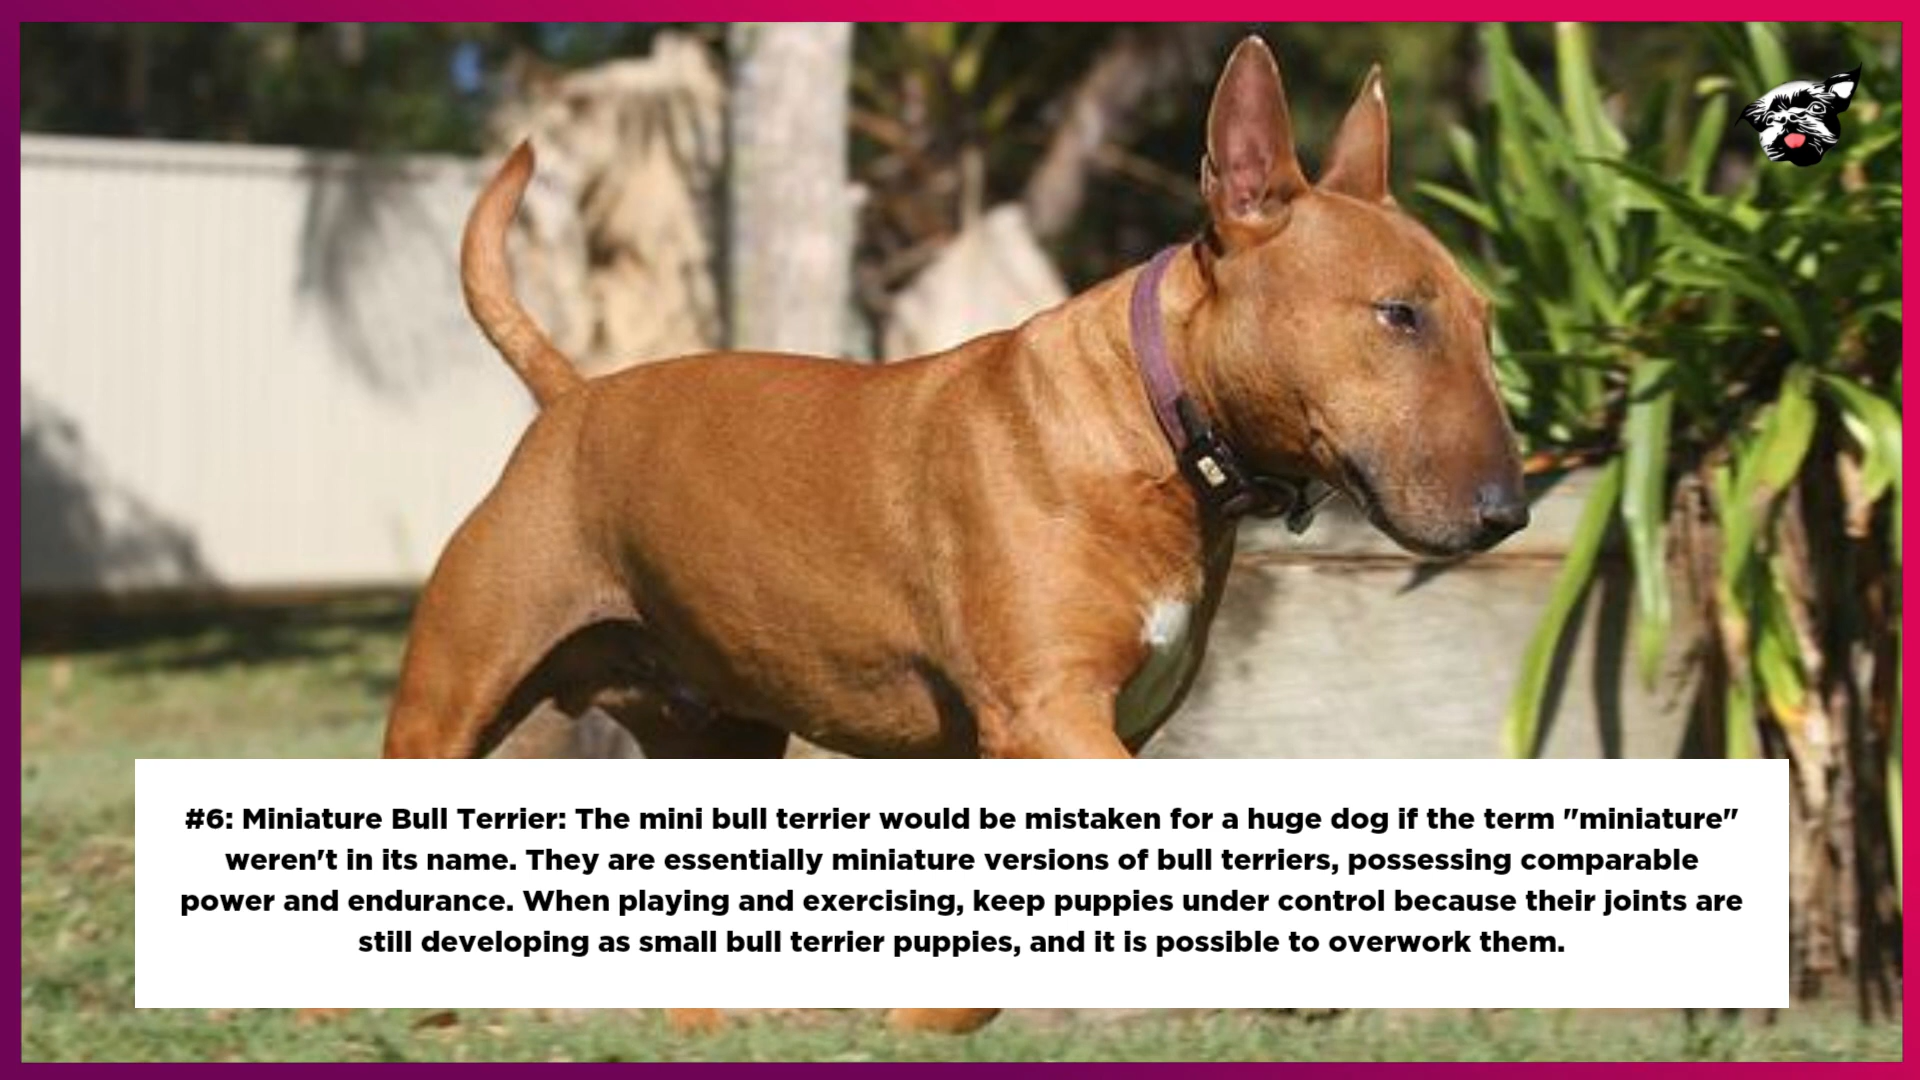 #6: Miniature Bull Terrier: The mini bull terrier would be mistaken for a huge dog if the term "miniature"
weren't in its name. They are essentially miniature versions of bull terriers, possessing comparable
power and endurance. When playing and exercising, keep puppies under control because their joints are
still developing as small bull terrier puppies, and it is possible to overwork them.